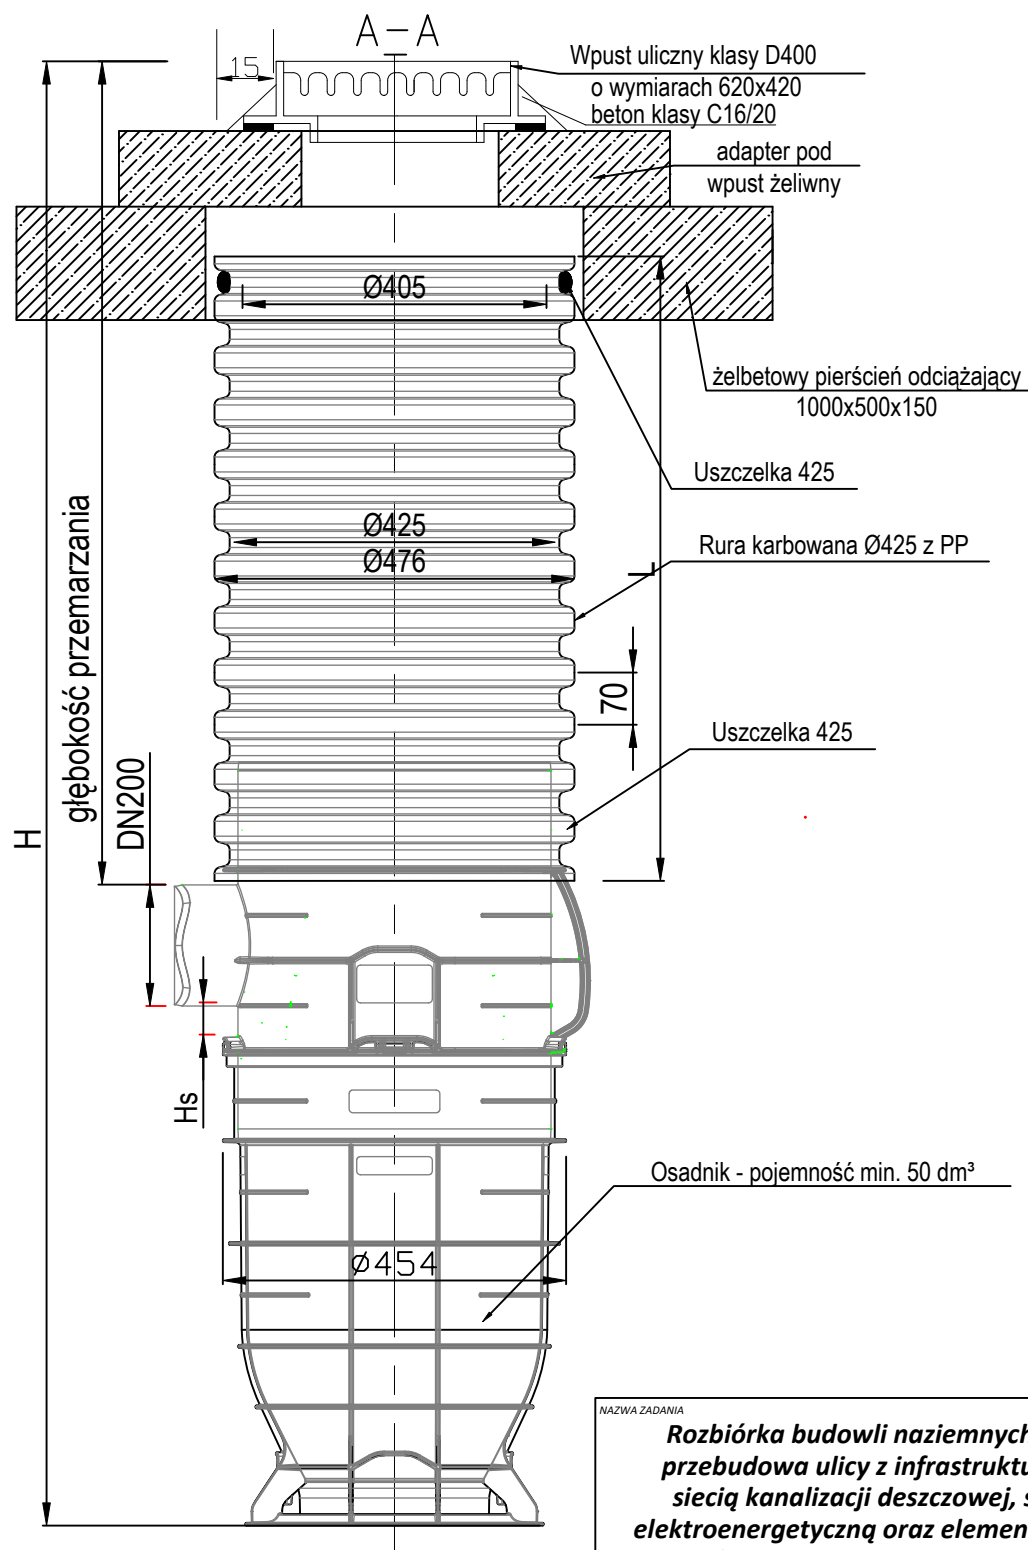 A-A
15
Wpust uliczny klasy D400
o wymiarach 620x420
beton klasy C16/20
adapter pod
wpust żeliwny
Ø405
żelbetowy pierścień odciążający
1000x500x150
Uszczelka 425
Ø425
Ø476
Rura karbowana Ø425 z PP
L
70
Uszczelka 425
głębokość przemarzania
DN200
H
Hs
Osadnik - pojemność min. 50 dm³
Ø454
NAZWA ZADANIA
Rozbiórka budowli naziemnych
przebudowa ulicy z infrastruktu
siecią kanalizacji deszczowej, s
elektroenergetyczną oraz elemen